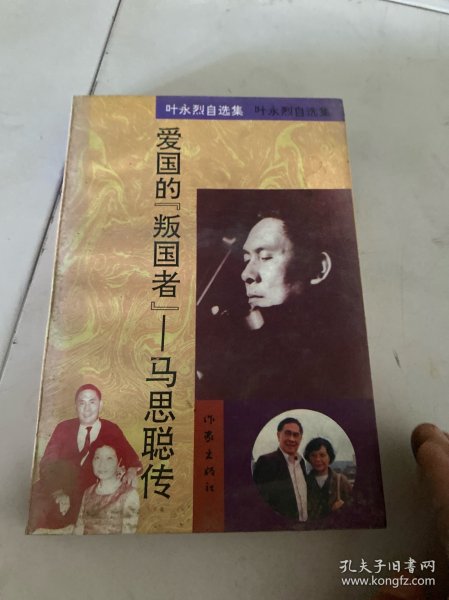 叶永烈自选集 叶永烈自选集
爱国的『叛国者』—马思聪传
作家出版社
孔夫子旧书网
www.kongfz.com